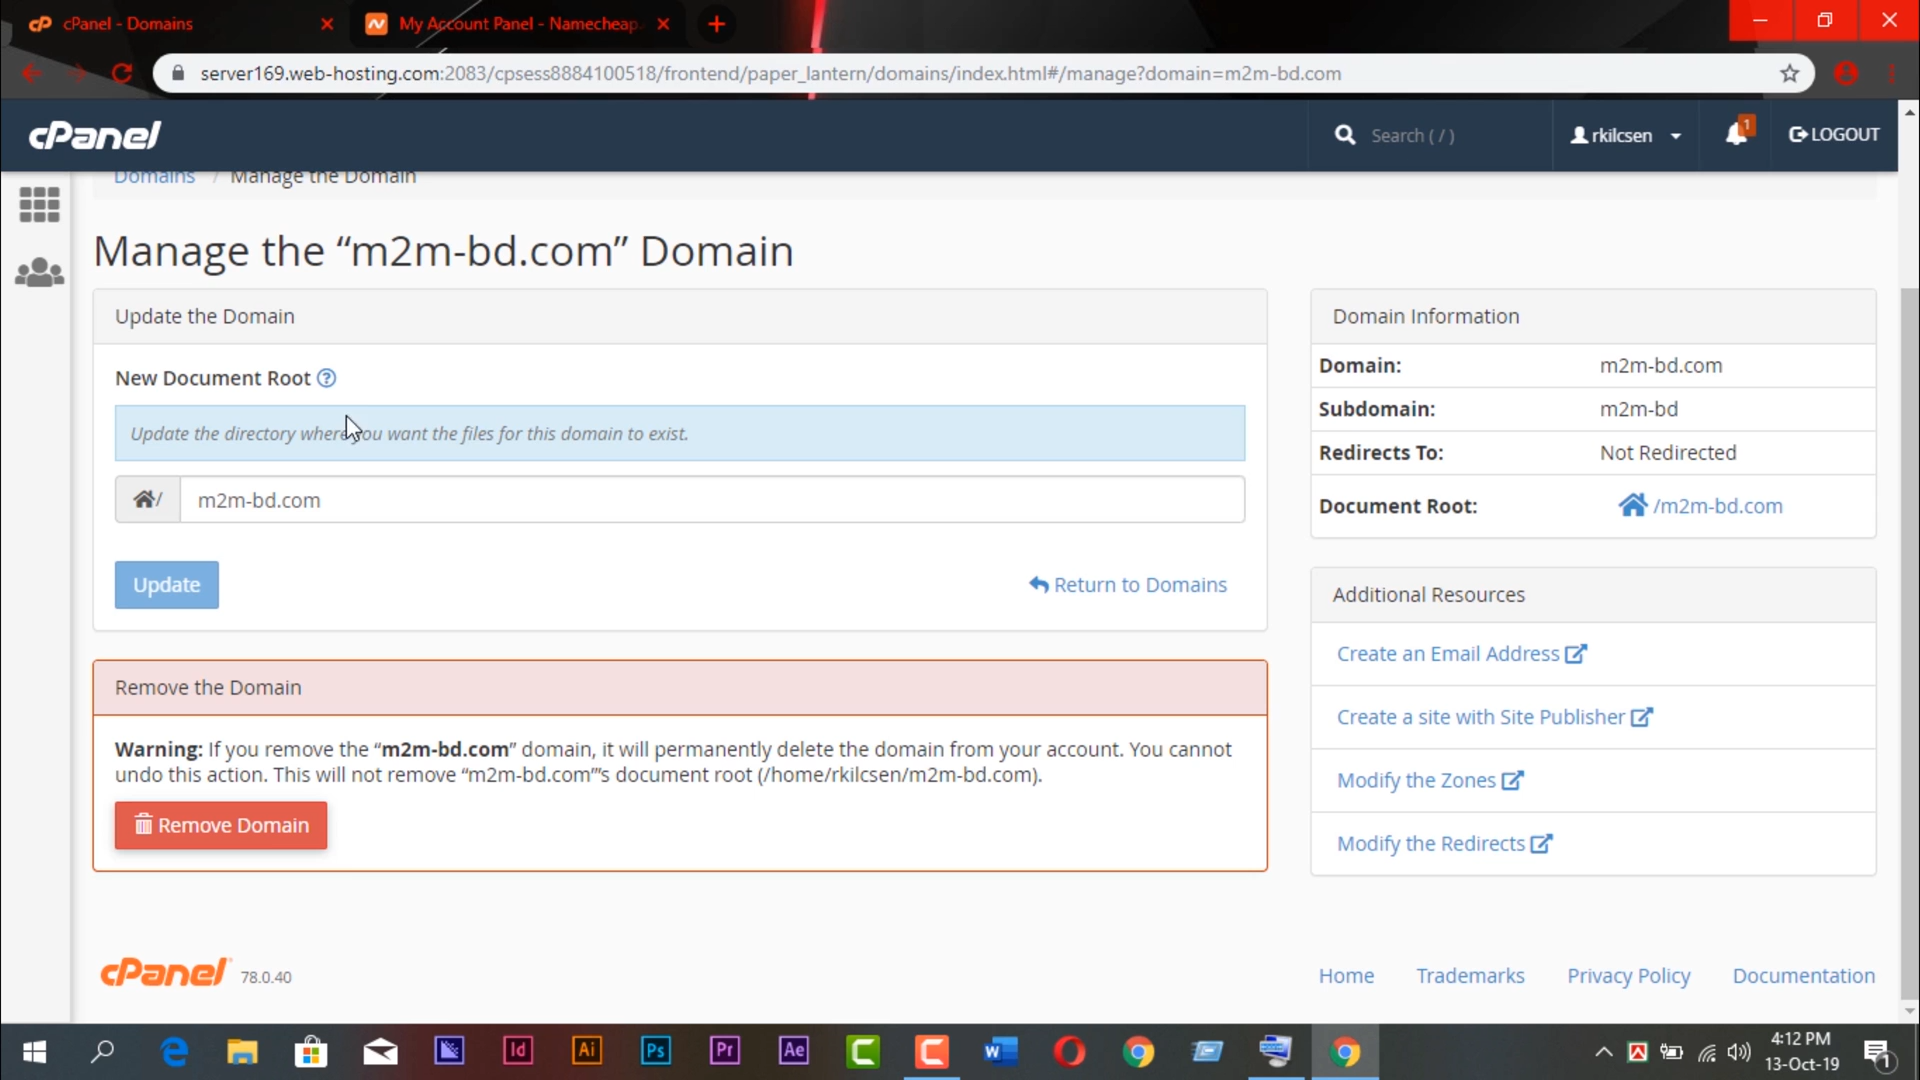 cPanel - Domains
My Account Panel - Namecheap
server169.web-hosting.com:2083/cpsess8884100518/frontend/paper_lantern/domains/index.html#/manage?domain=m2m-bd.com
cPanel
Search ( / )
rkilcsen
1
LOGOUT
Domains / Manage the Domain
Manage the “m2m-bd.com” Domain
Update the Domain
New Document Root
Update the directory where you want the files for this domain to exist.
/ m2m-bd.com
Update
Return to Domains
Remove the Domain
Warning: If you remove the “m2m-bd.com” domain, it will permanently delete the domain from your account. You cannot
undo this action. This will not remove “m2m-bd.com”’s document root (/home/rkilcsen/m2m-bd.com).
Remove Domain
Domain Information
Domain: m2m-bd.com
Subdomain: m2m-bd
Redirects To: Not Redirected
Document Root: /m2m-bd.com
Additional Resources
Create an Email Address
Create a site with Site Publisher
Modify the Zones
Modify the Redirects
cPanel 78.0.40
Home Trademarks Privacy Policy Documentation
Id
Ai
Ps
Pr
Ae
4:12 PM
13-Oct-19
1